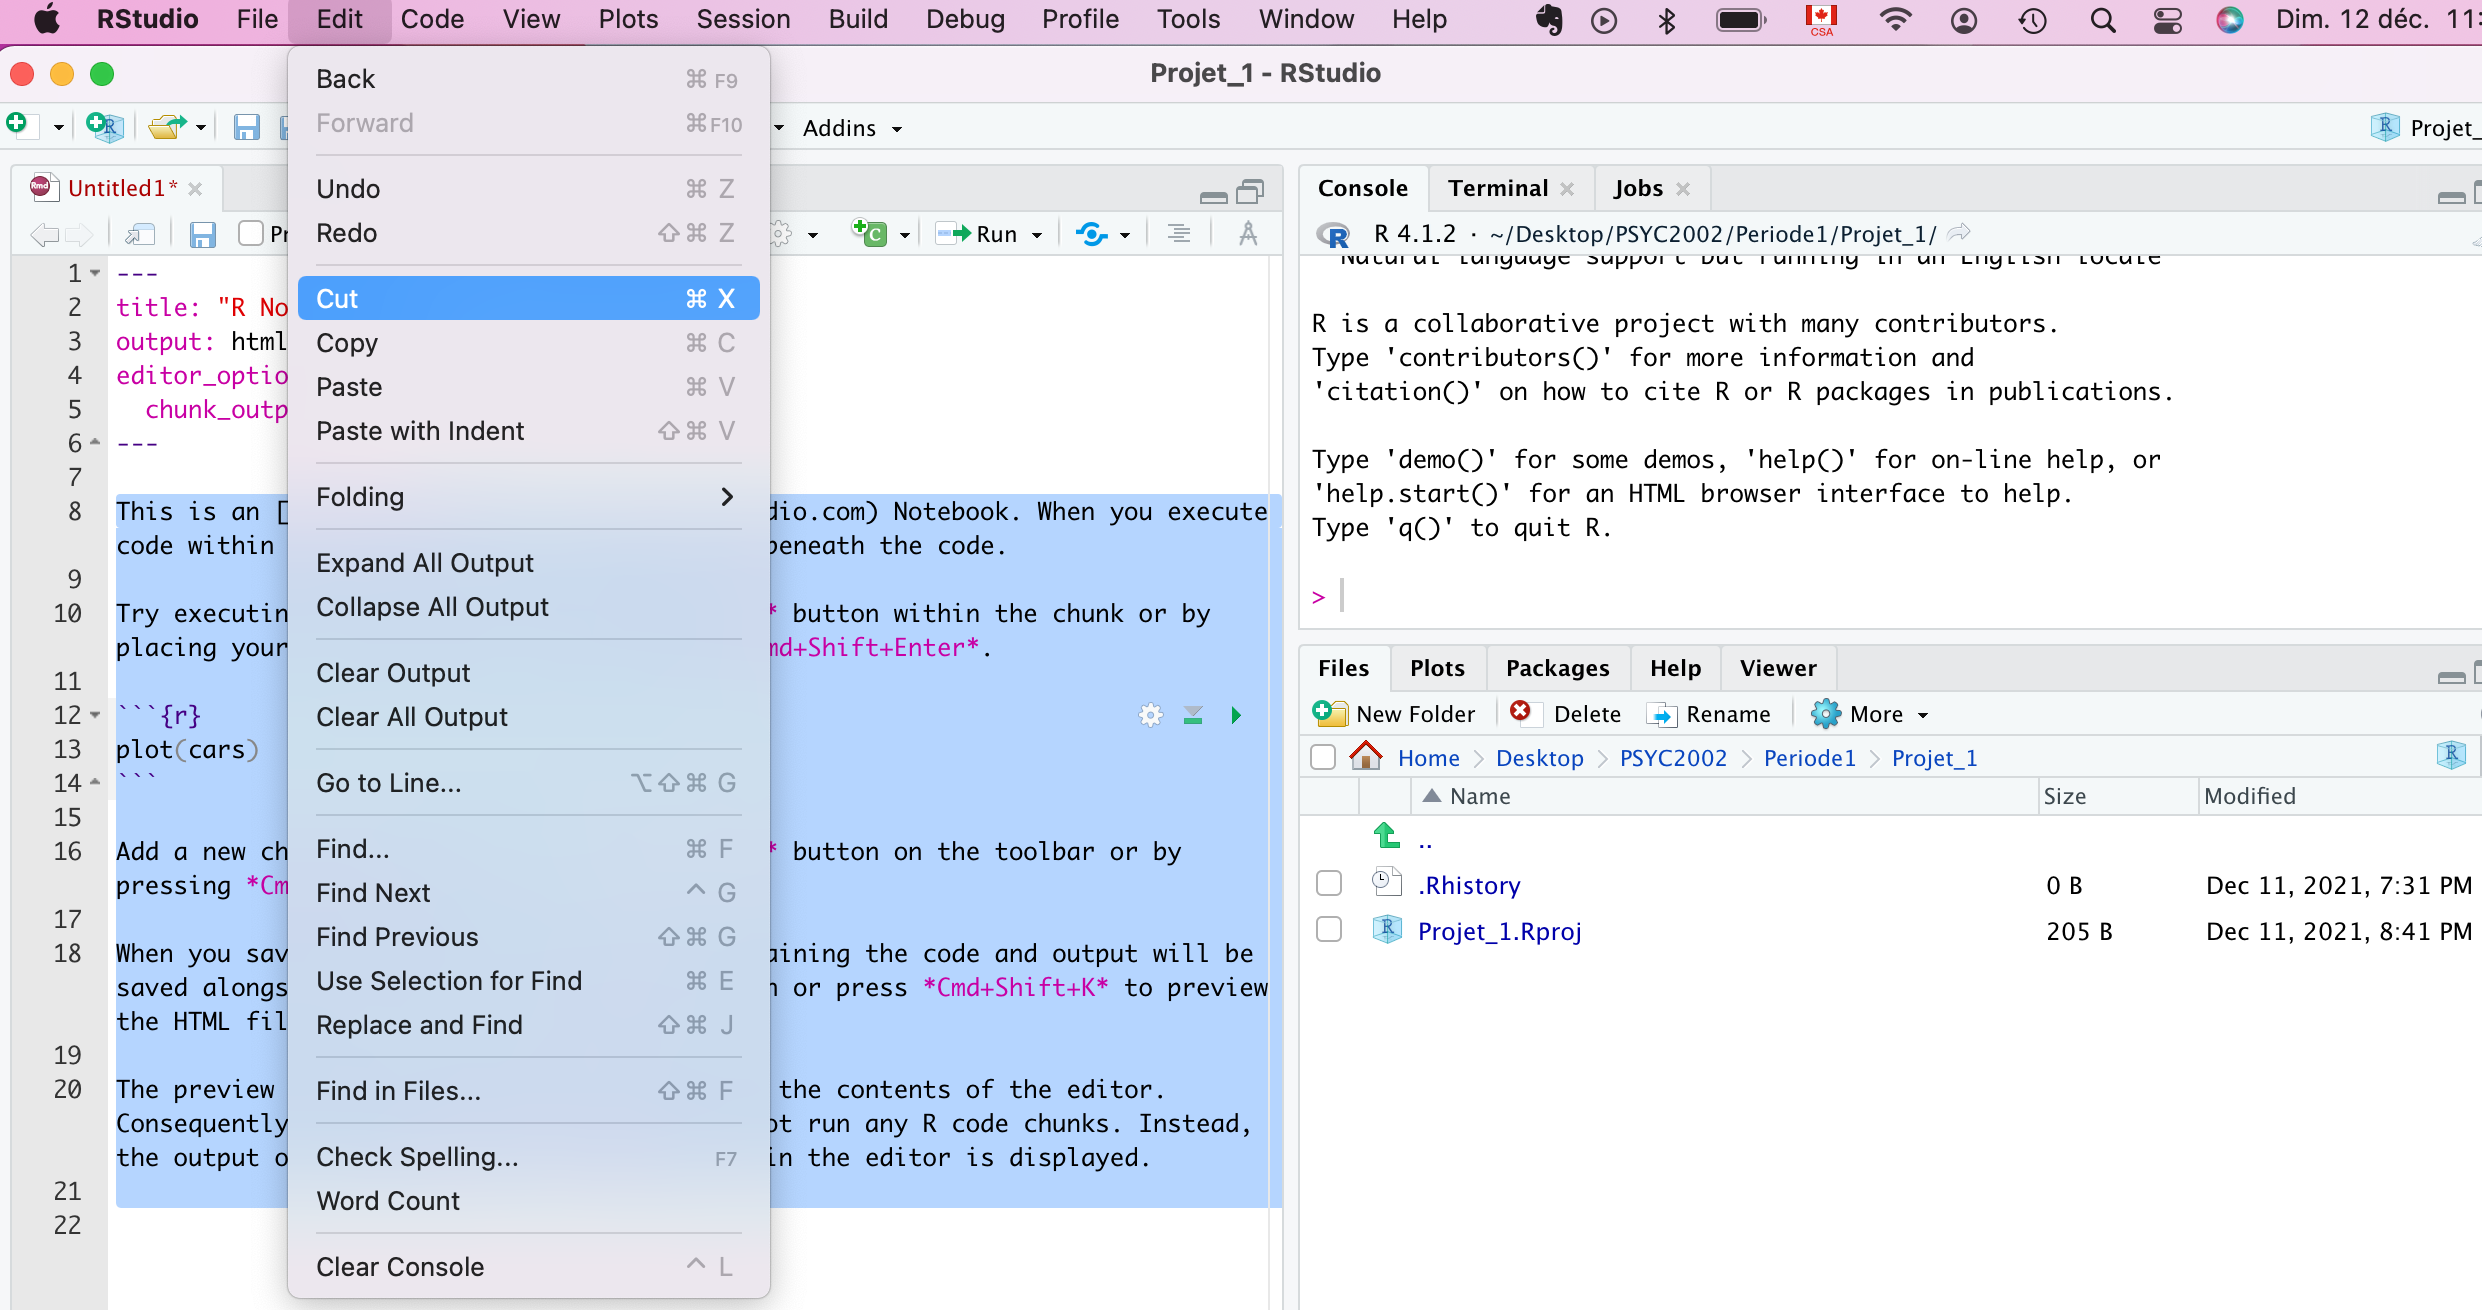 RStudio File Edit Code View Plots Session Build Debug Profile Tools Window Help CSA Dim. 12 déc. 11:
Projet_1 - RStudio
Addins
Projet_
Untitled1*
Run
1 ---
2 title: "R No
3 output: html
4 editor_optio
5 chunk_outp
6 ---
7
8 This is an [ dio.com) Notebook. When you execute
code within beneath the code.
9
10 Try executin * button within the chunk or by
placing your md+Shift+Enter*.
11
12 ```{r}
13 plot(cars)
14 ```
15
16 Add a new ch * button on the toolbar or by
pressing *Cm
17
18 When you sav aining the code and output will be
saved alongs n or press *Cmd+Shift+K* to preview
the HTML fil
19
20 The preview the contents of the editor.
Consequently ot run any R code chunks. Instead,
the output o in the editor is displayed.
21
22
Back ⌘ F9
Forward ⌘F10
Undo ⌘ Z
Redo ⇧⌘ Z
Cut ⌘ X
Copy ⌘ C
Paste ⌘ V
Paste with Indent ⇧⌘ V
Folding
Expand All Output
Collapse All Output
Clear Output
Clear All Output
Go to Line... ⌥⇧⌘ G
Find... ⌘ F
Find Next ^ G
Find Previous ⇧⌘ G
Use Selection for Find ⌘ E
Replace and Find ⇧⌘ J
Find in Files... ⇧⌘ F
Check Spelling... F7
Word Count
Clear Console ^ L
Console Terminal Jobs
R 4.1.2 · ~/Desktop/PSYC2002/Periode1/Projet_1/
Natural language support but running in an English locale
R is a collaborative project with many contributors.
Type 'contributors()' for more information and
'citation()' on how to cite R or R packages in publications.
Type 'demo()' for some demos, 'help()' for on-line help, or
'help.start()' for an HTML browser interface to help.
Type 'q()' to quit R.
>
Files Plots Packages Help Viewer
New Folder Delete Rename More
Home Desktop PSYC2002 Periode1 Projet_1
Name Size Modified
..
.Rhistory 0 B Dec 11, 2021, 7:31 PM
Projet_1.Rproj 205 B Dec 11, 2021, 8:41 PM